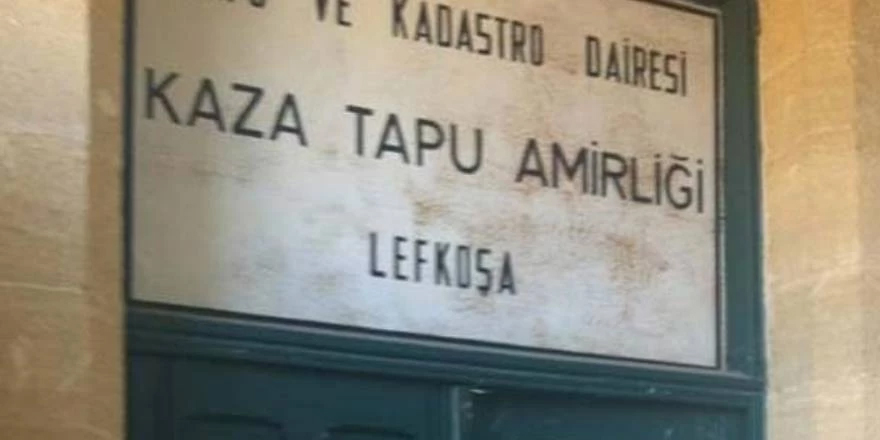 VE KADASTRO DAİRESİ
KAZA TAPU AMİRLİĞİ
LEFKOŞA